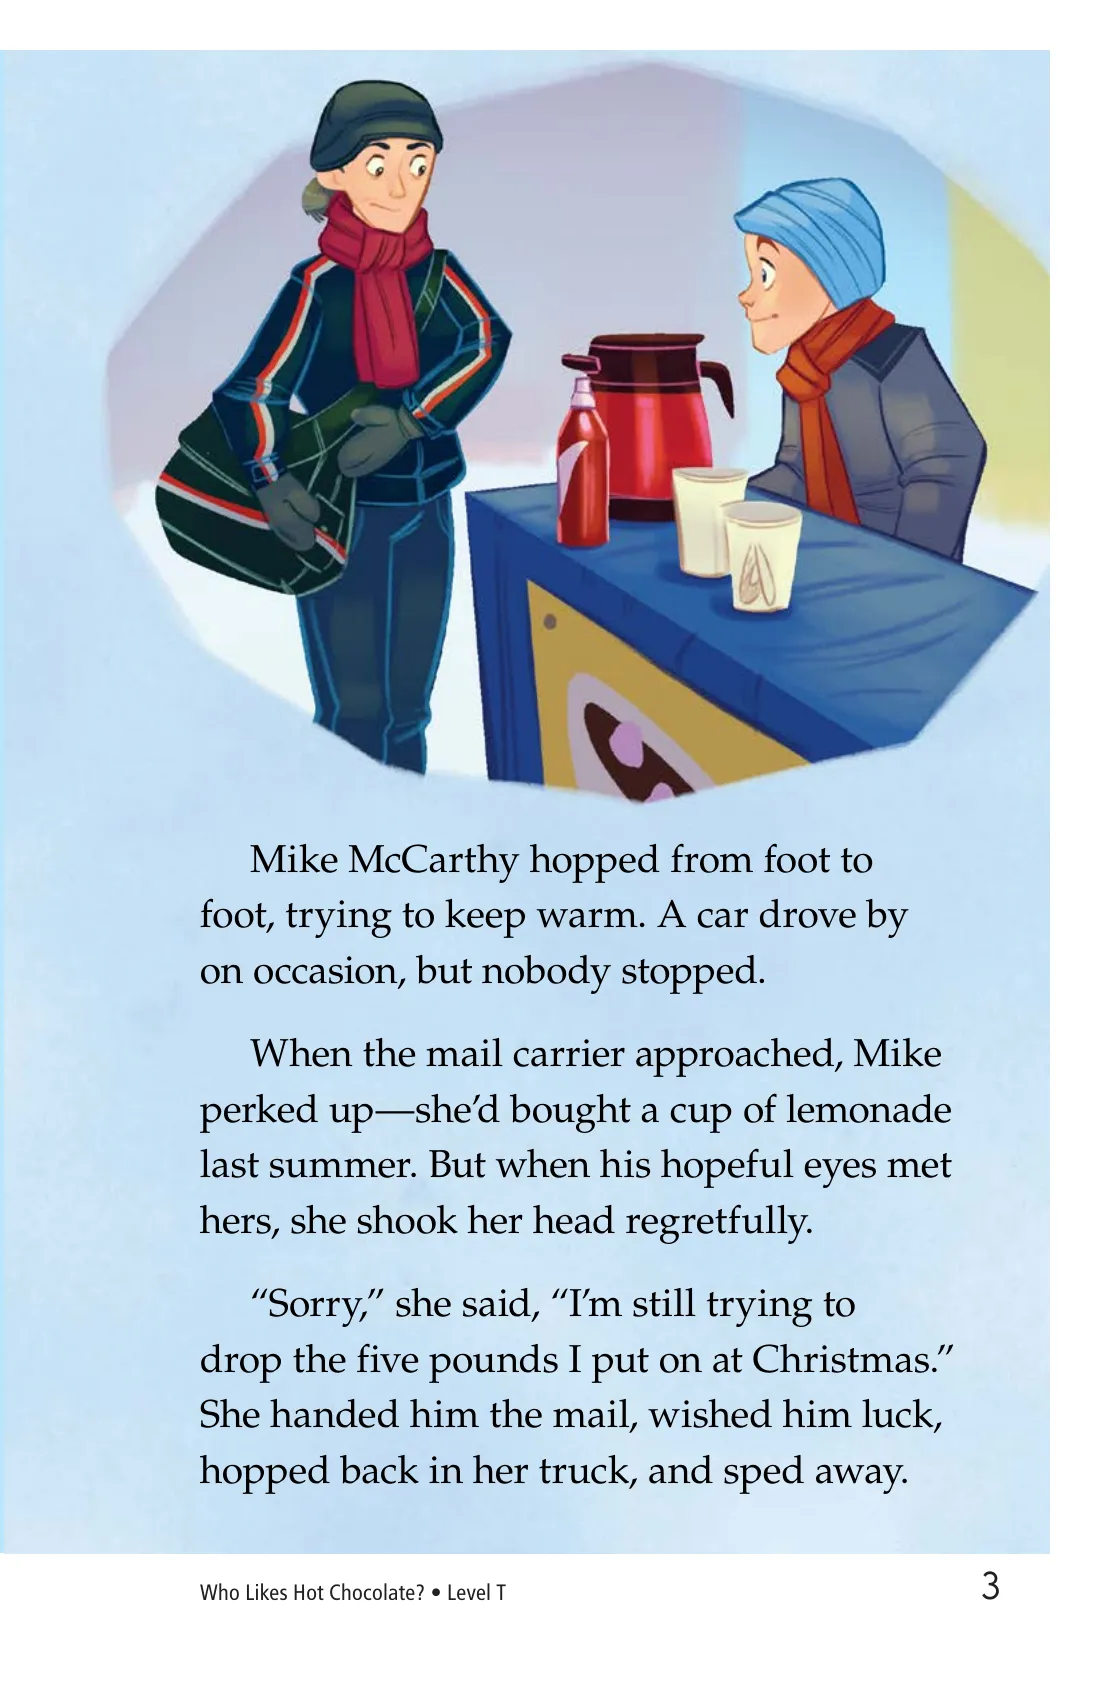 Mike McCarthy hopped from foot to
foot, trying to keep warm. A car drove by
on occasion, but nobody stopped.
When the mail carrier approached, Mike
perked up—she’d bought a cup of lemonade
last summer. But when his hopeful eyes met
hers, she shook her head regretfully.
“Sorry,” she said, “I’m still trying to
drop the five pounds I put on at Christmas.”
She handed him the mail, wished him luck,
hopped back in her truck, and sped away.
Who Likes Hot Chocolate? • Level T
3